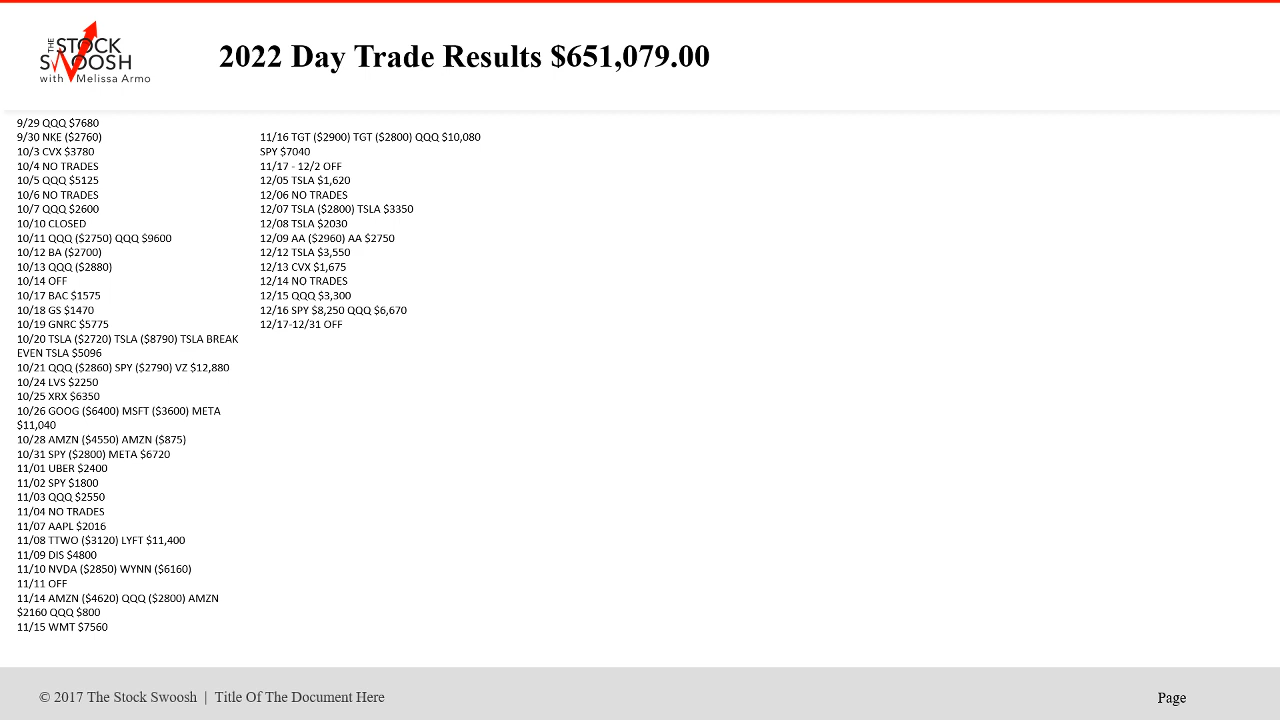 THE STOCK
SWOOSH
with Melissa Armo
2022 Day Trade Results $651,079.00
9/29 QQQ $7680
9/30 NKE ($2760)
10/3 CVX $3780
10/4 NO TRADES
10/5 QQQ $5125
10/6 NO TRADES
10/7 QQQ $2600
10/10 CLOSED
10/11 QQQ ($2750) QQQ $9600
10/12 BA ($2700)
10/13 QQQ ($2880)
10/14 OFF
10/17 BAC $1575
10/18 GS $1470
10/19 GNRC $5775
10/20 TSLA ($2720) TSLA ($8790) TSLA BREAK
EVEN TSLA $5096
10/21 QQQ ($2860) SPY ($2790) VZ $12,880
10/24 LVS $2250
10/25 XRX $6350
10/26 GOOG ($6400) MSFT ($3600) META
$11,040
10/28 AMZN ($4550) AMZN ($875)
10/31 SPY ($2800) META $6720
11/01 UBER $2400
11/02 SPY $1800
11/03 QQQ $2550
11/04 NO TRADES
11/07 AAPL $2016
11/08 TTWO ($3120) LYFT $11,400
11/09 DIS $4800
11/10 NVDA ($2850) WYNN ($6160)
11/11 OFF
11/14 AMZN ($4620) QQQ ($2800) AMZN
$2160 QQQ $800
11/15 WMT $7560
11/16 TGT ($2900) TGT ($2800) QQQ $10,080
SPY $7040
11/17 - 12/2 OFF
12/05 TSLA $1,620
12/06 NO TRADES
12/07 TSLA ($2800) TSLA $3350
12/08 TSLA $2030
12/09 AA ($2960) AA $2750
12/12 TSLA $3,550
12/13 CVX $1,675
12/14 NO TRADES
12/15 QQQ $3,300
12/16 SPY $8,250 QQQ $6,670
12/17-12/31 OFF
© 2017 The Stock Swoosh | Title Of The Document Here
Page